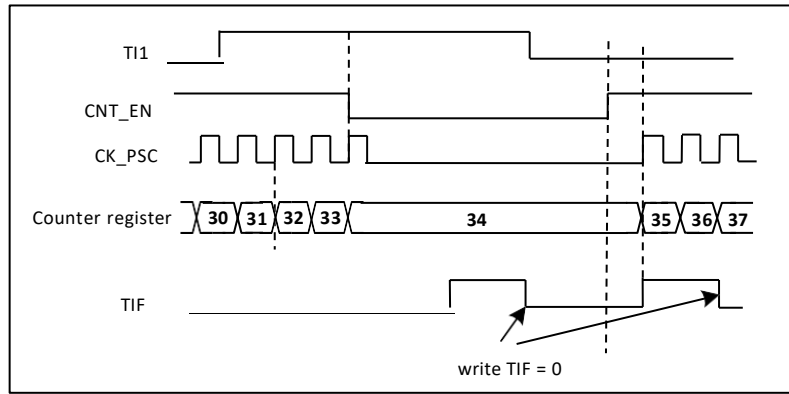 TI1
CNT_EN
CK_PSC
Counter register 30 31 32 33 34 35 36 37
TIF
write TIF = 0